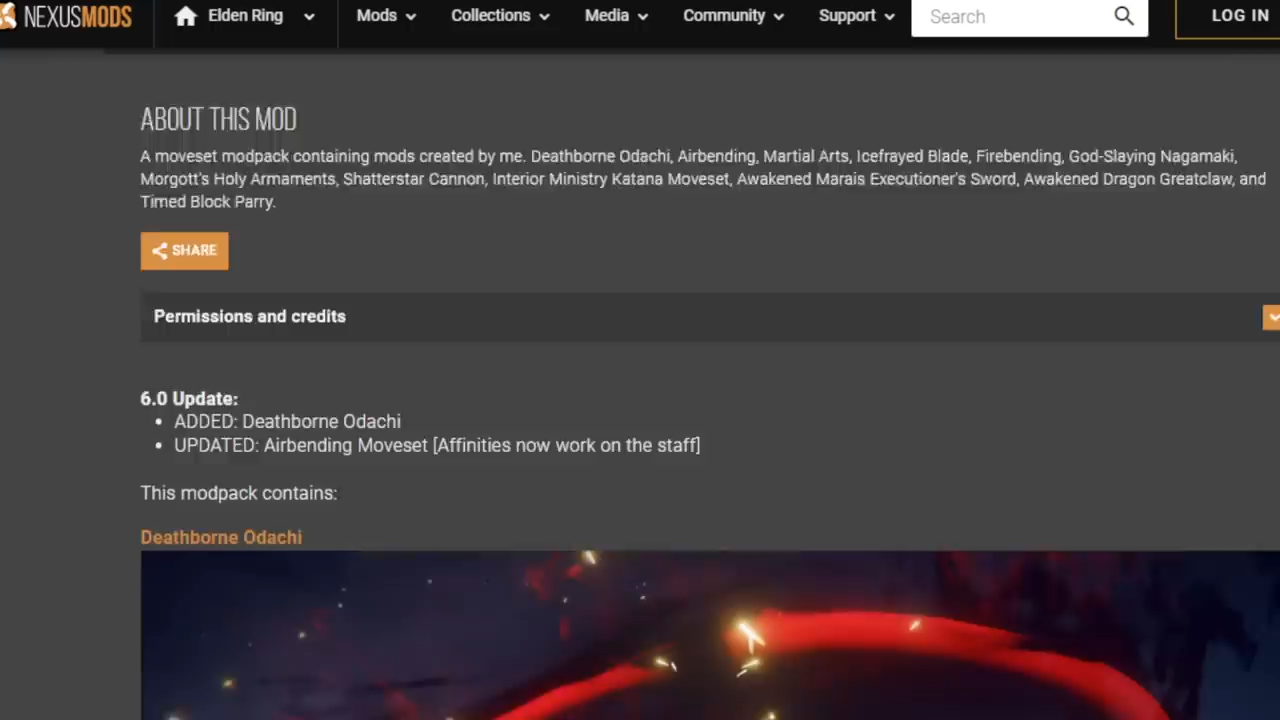 NEXUSMODS Elden Ring Mods Collections Media Community Support Search LOG IN
ABOUT THIS MOD
A moveset modpack containing mods created by me. Deathborne Odachi, Airbending, Martial Arts, Icefrayed Blade, Firebending, God-Slaying Nagamaki,
Morgott's Holy Armaments, Shatterstar Cannon, Interior Ministry Katana Moveset, Awakened Marais Executioner's Sword, Awakened Dragon Greatclaw, and
Timed Block Parry.
SHARE
Permissions and credits
6.0 Update:
• ADDED: Deathborne Odachi
• UPDATED: Airbending Moveset [Affinities now work on the staff]
This modpack contains:
Deathborne Odachi